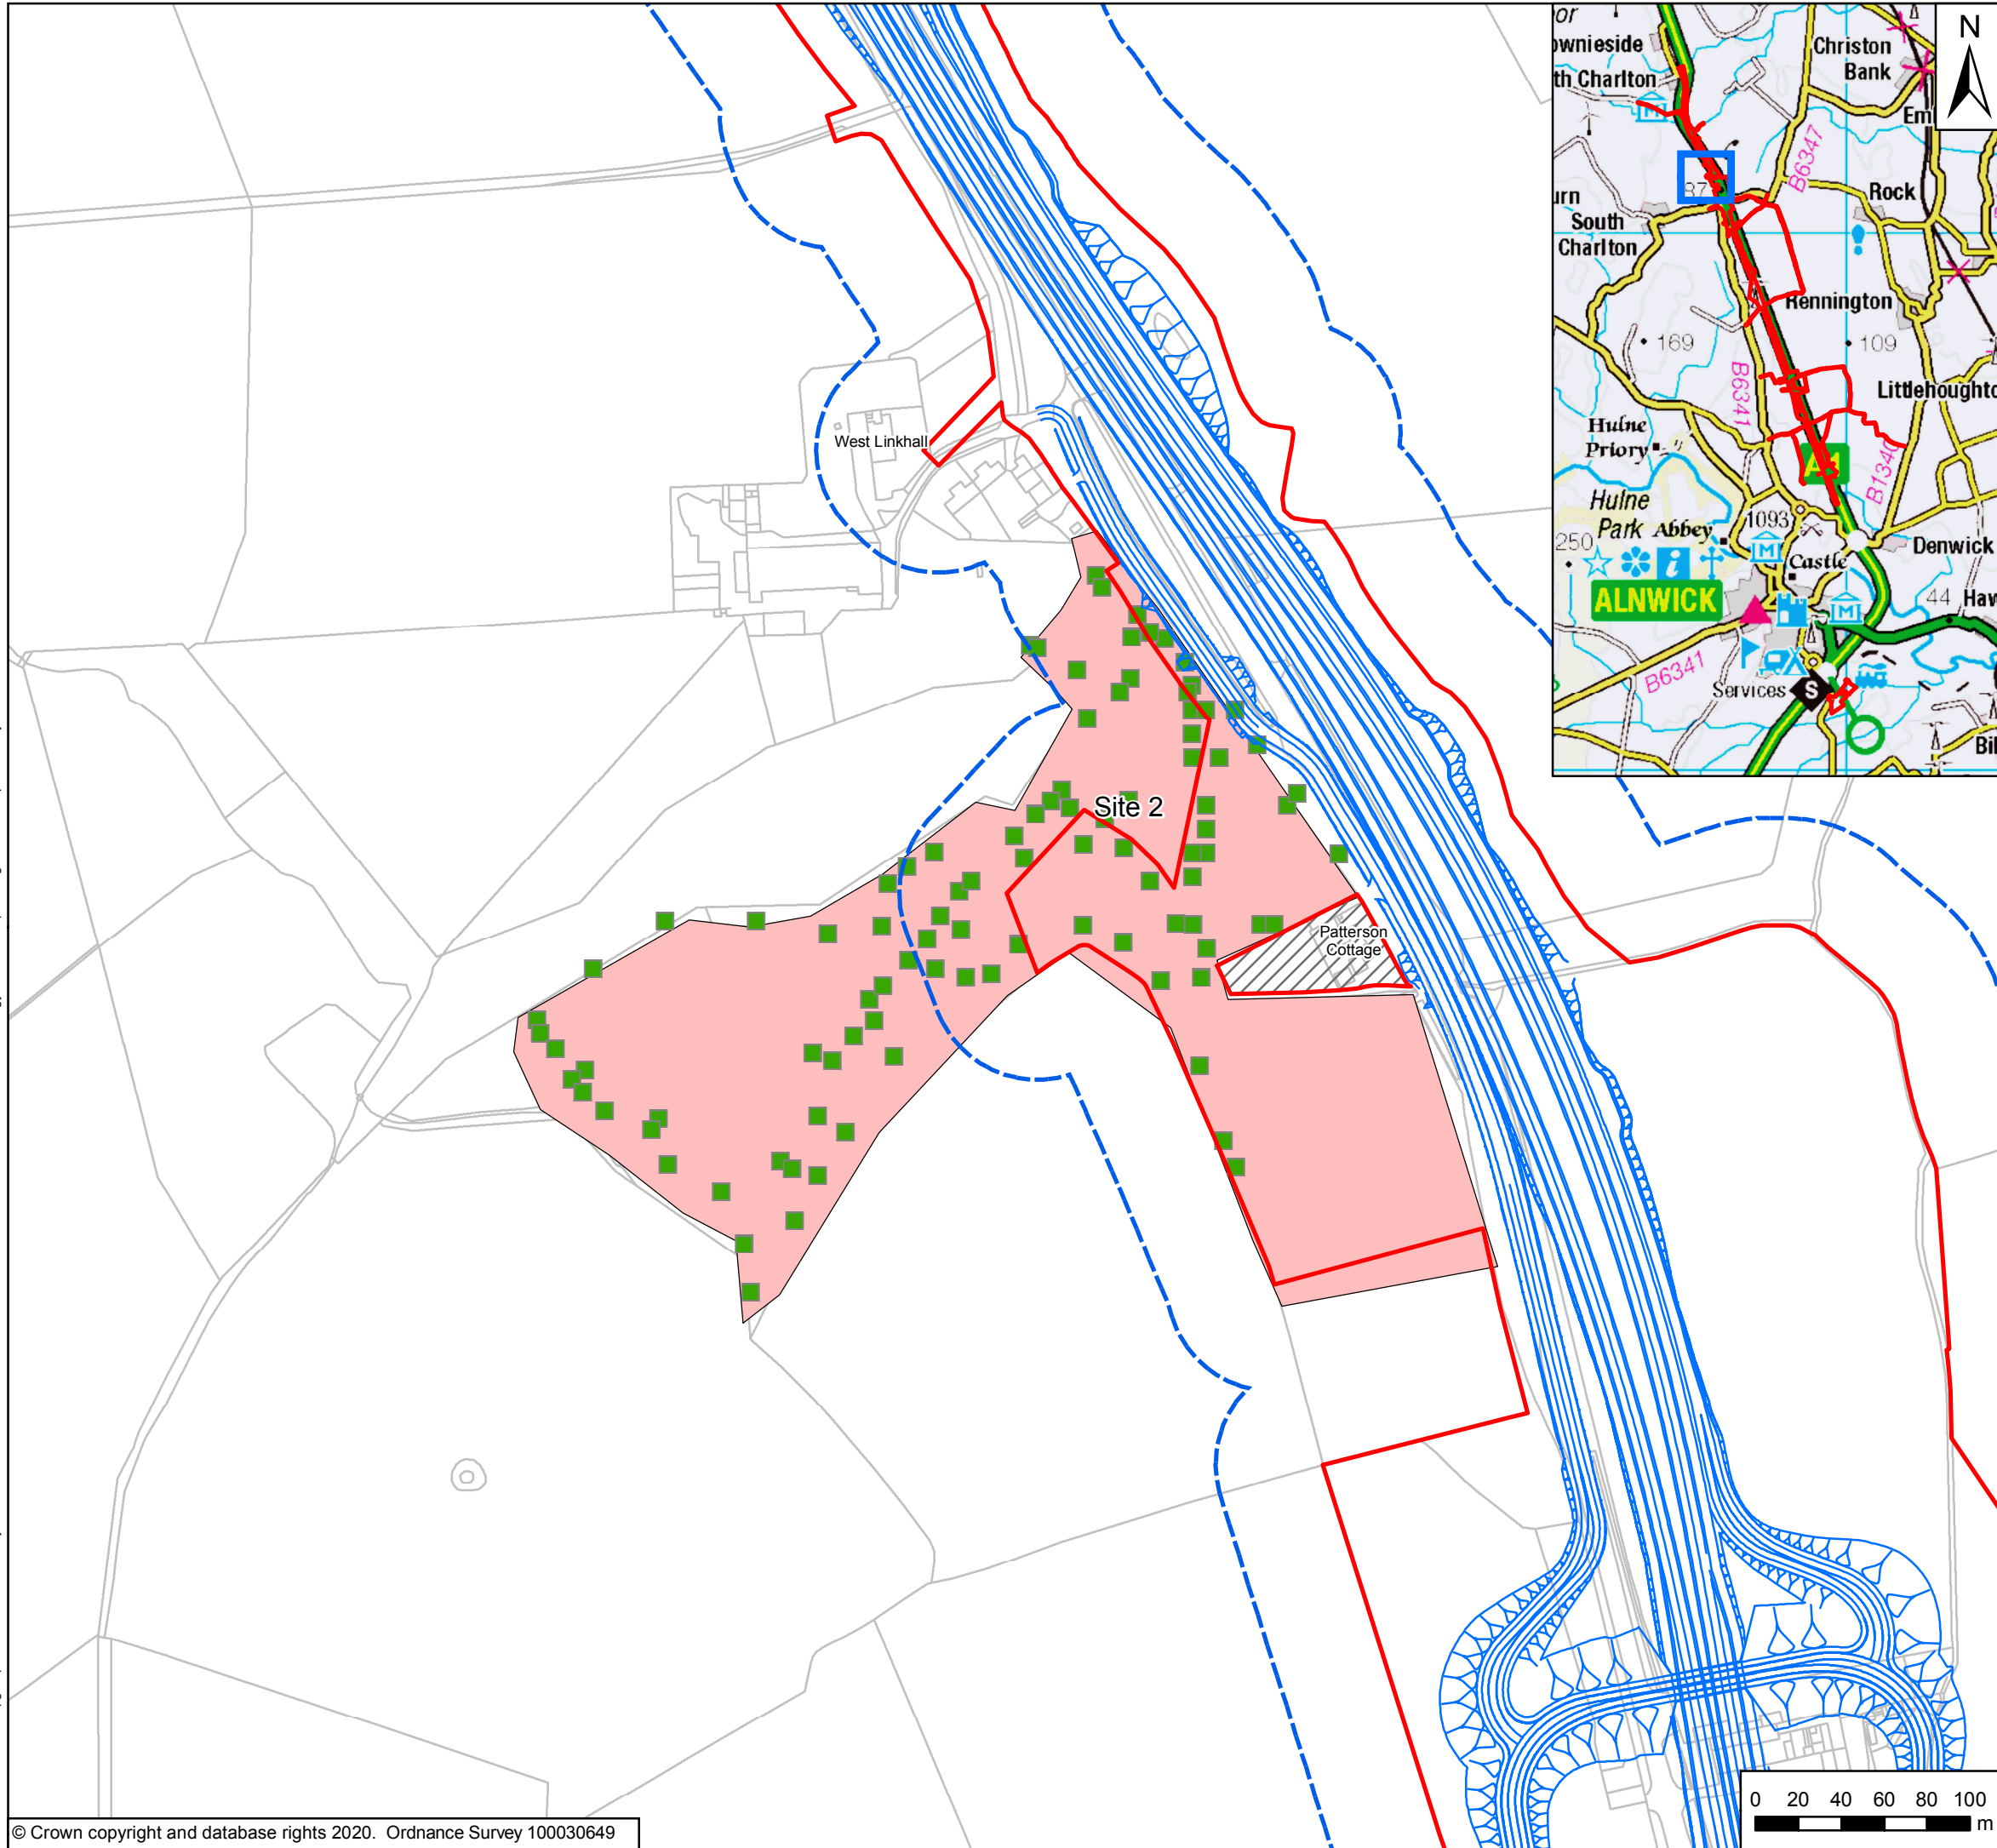 West Linkhall
Site 2
Patterson
Cottage
N
Christon
Bank
B6347
Rock
South
Charlton
Rennington
169
109
B6341
Littlehoughto
Hulne
Priory
A1
B1340
Hulne
Park
Abbey
1093
250
Castle
Denwick
ALNWICK
44
Haw
B6341
Services
S
0 20 40 60 80 100
m
© Crown copyright and database rights 2020. Ordnance Survey 100030649